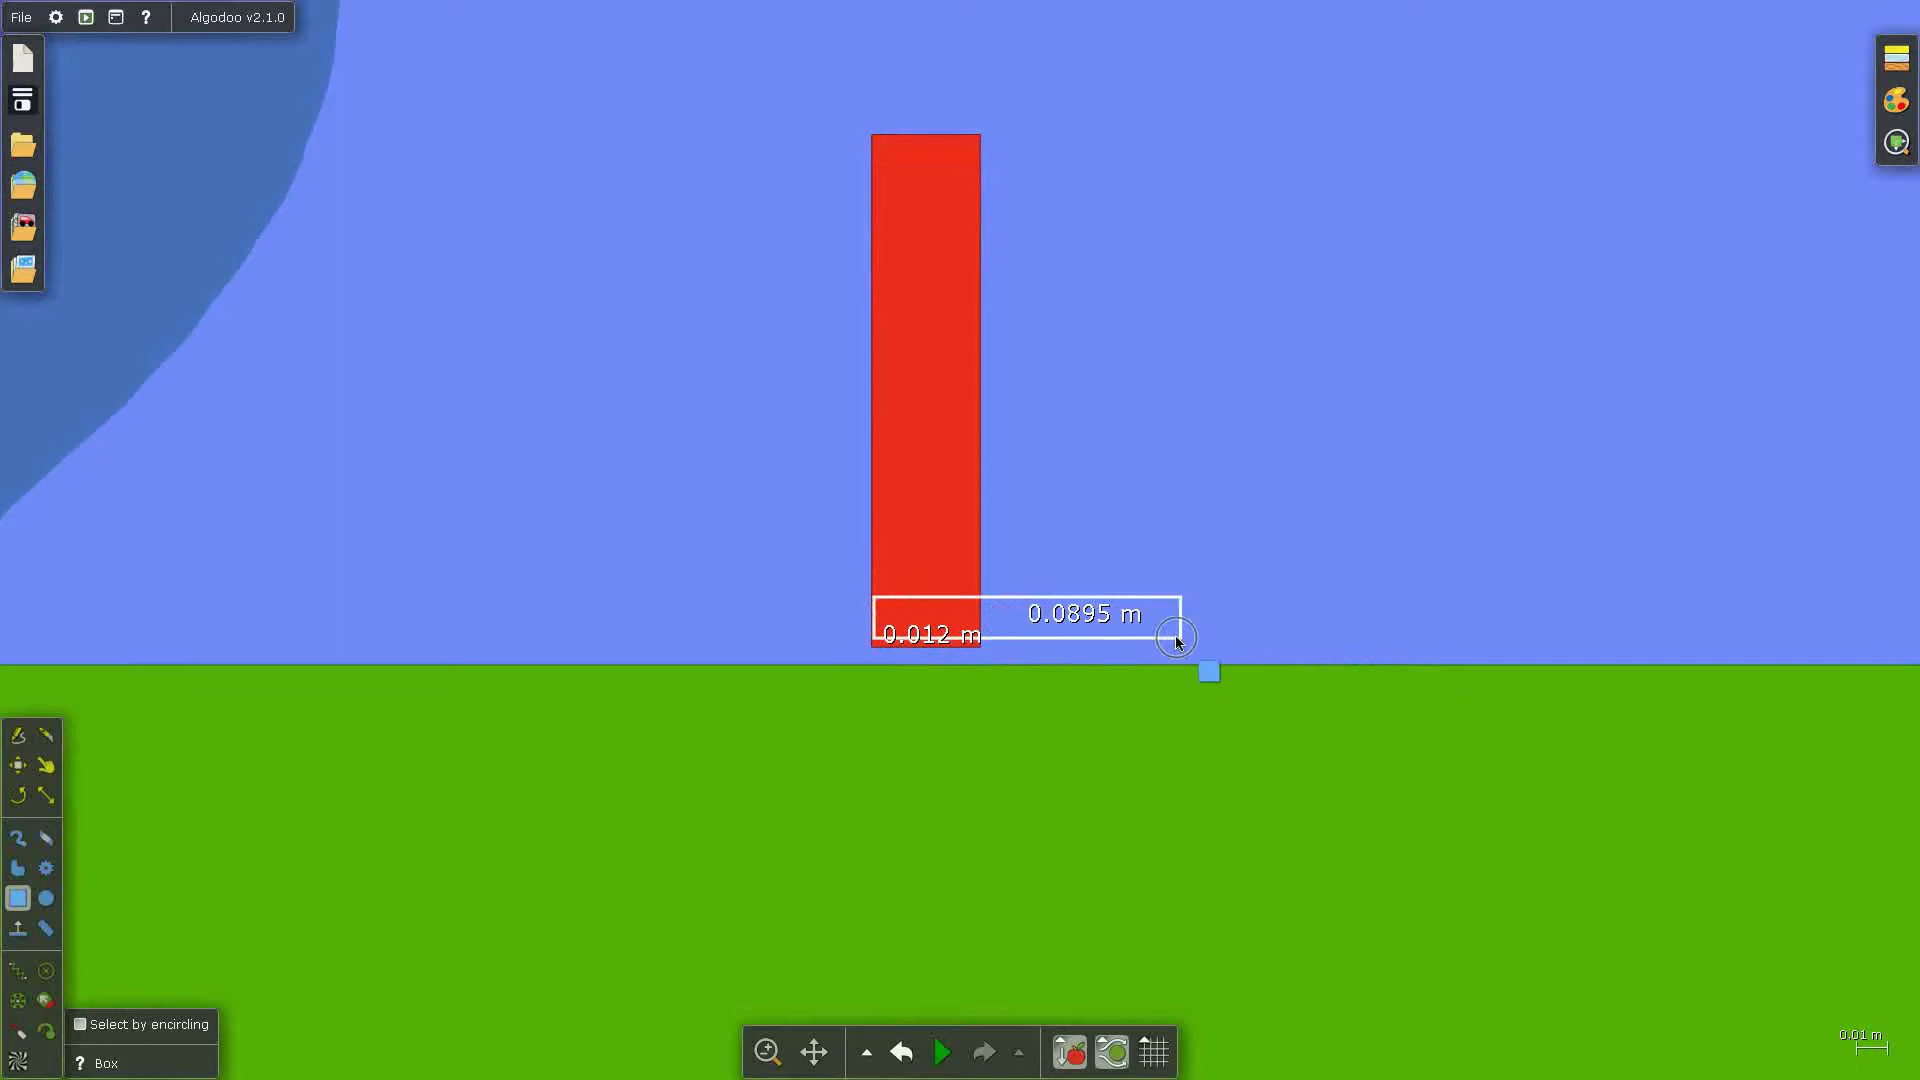 File ? Algodoo v2.1.0
0.0895 m
0.012 m
Select by encircling
? Box
0.01 m